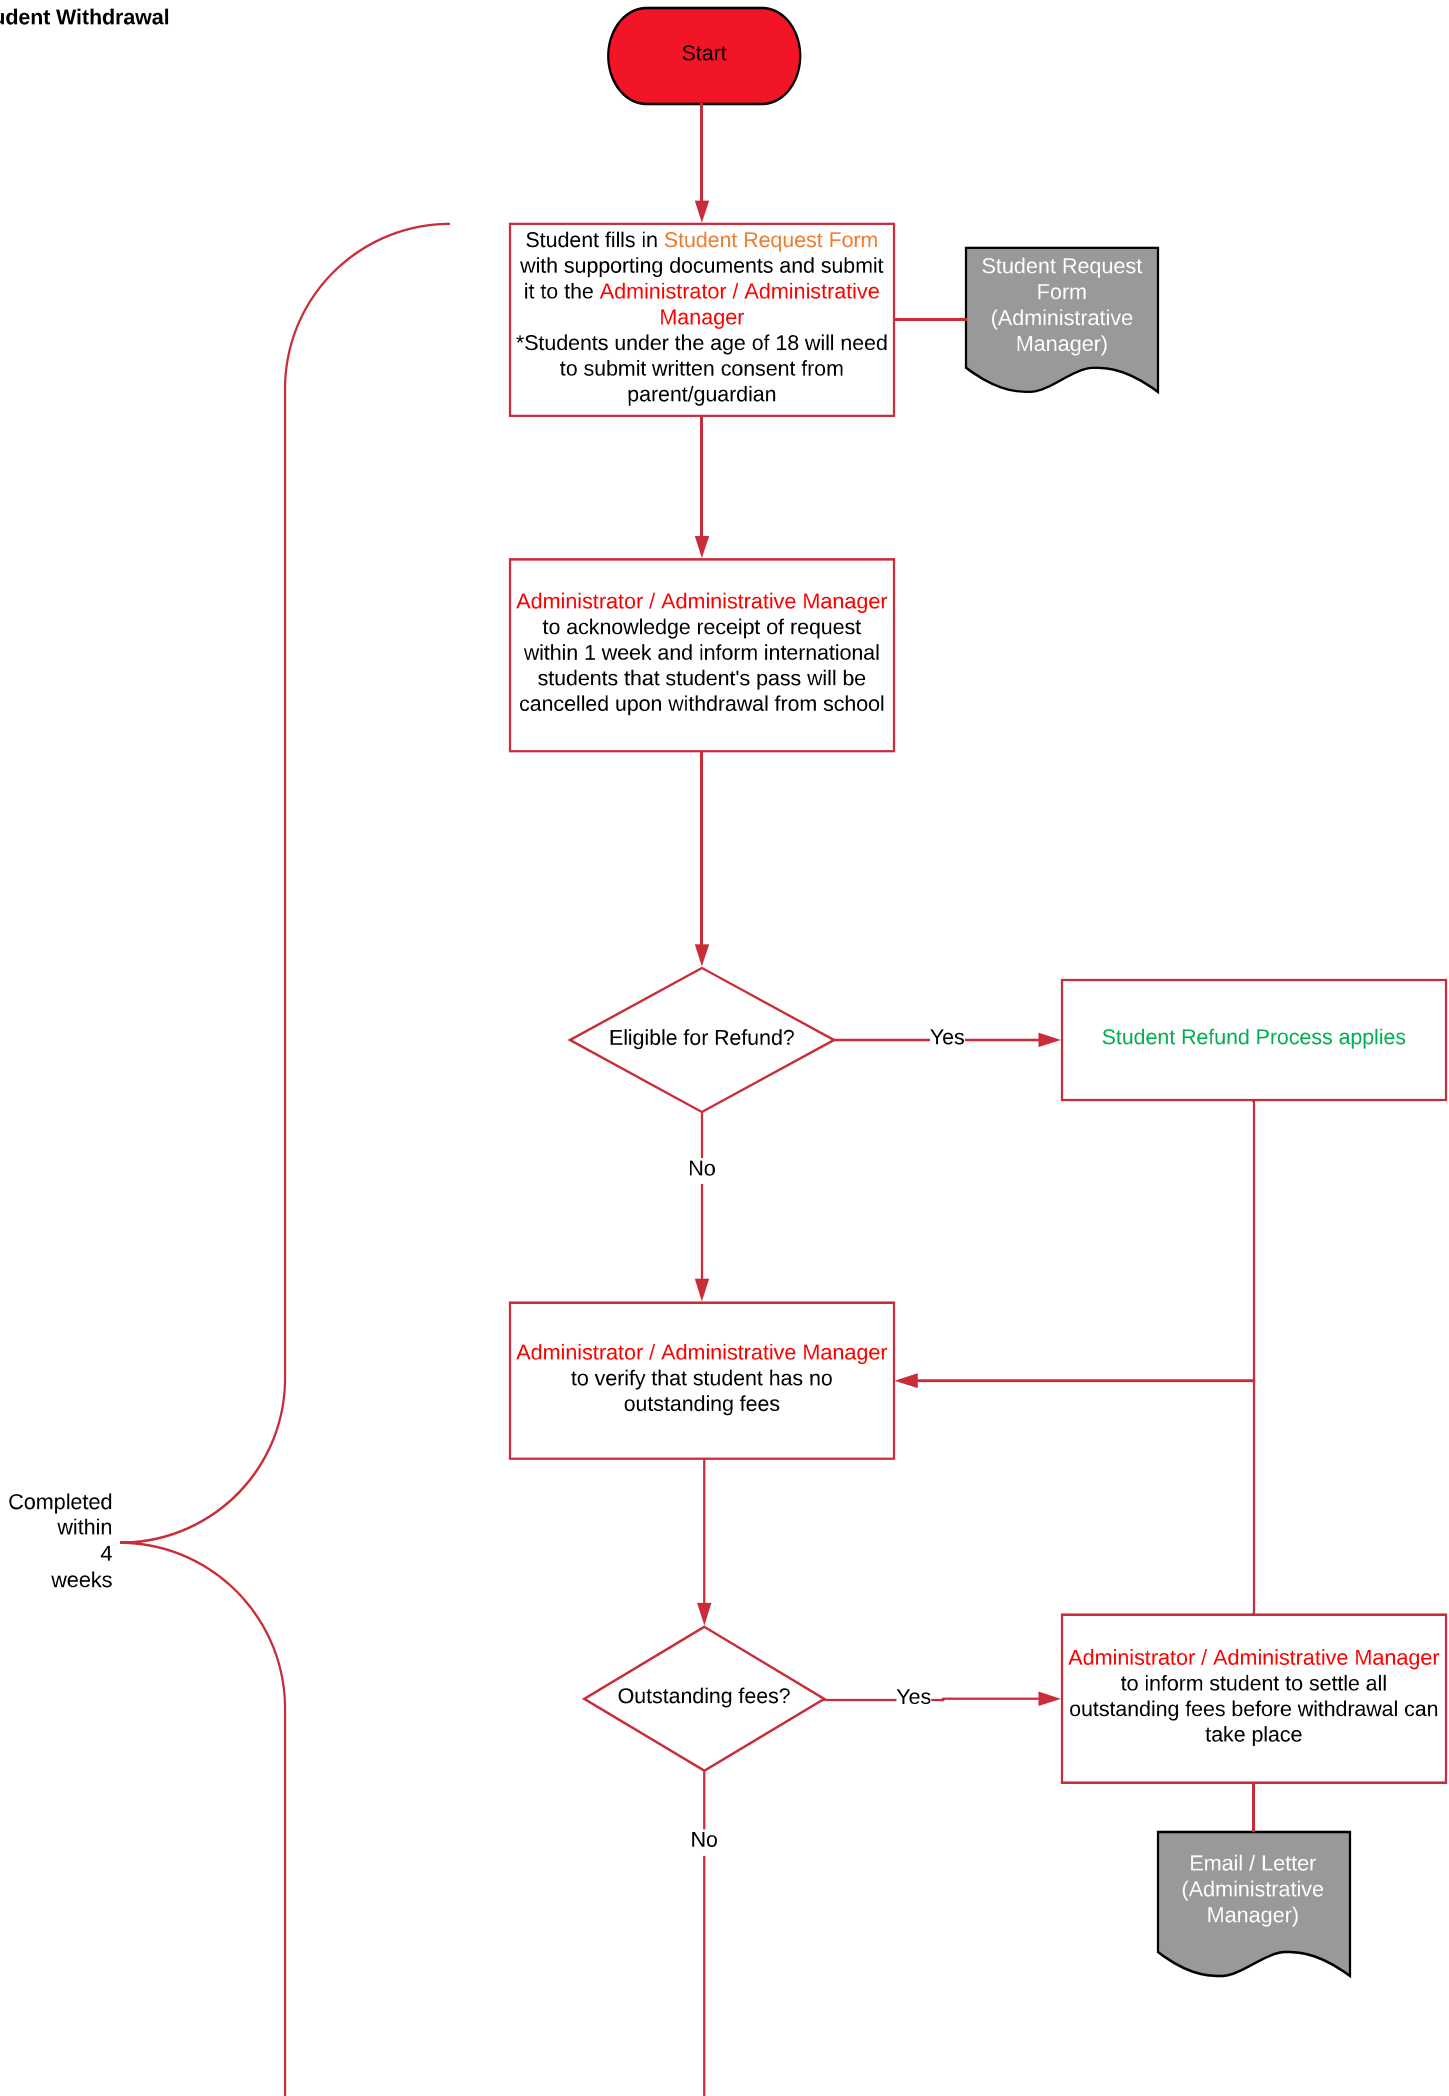 udent Withdrawal
Start
Student fills in Student Request Form
with supporting documents and submit
it to the Administrator / Administrative
Manager
*Students under the age of 18 will need
to submit written consent from
parent/guardian
Student Request
Form
(Administrative
Manager)
Administrator / Administrative Manager
to acknowledge receipt of request
within 1 week and inform international
students that student's pass will be
cancelled upon withdrawal from school
Eligible for Refund?
Yes
Student Refund Process applies
No
Administrator / Administrative Manager
to verify that student has no
outstanding fees
Completed
within
4
weeks
Outstanding fees?
Yes
Administrator / Administrative Manager
to inform student to settle all
outstanding fees before withdrawal can
take place
No
Email / Letter
(Administrative
Manager)